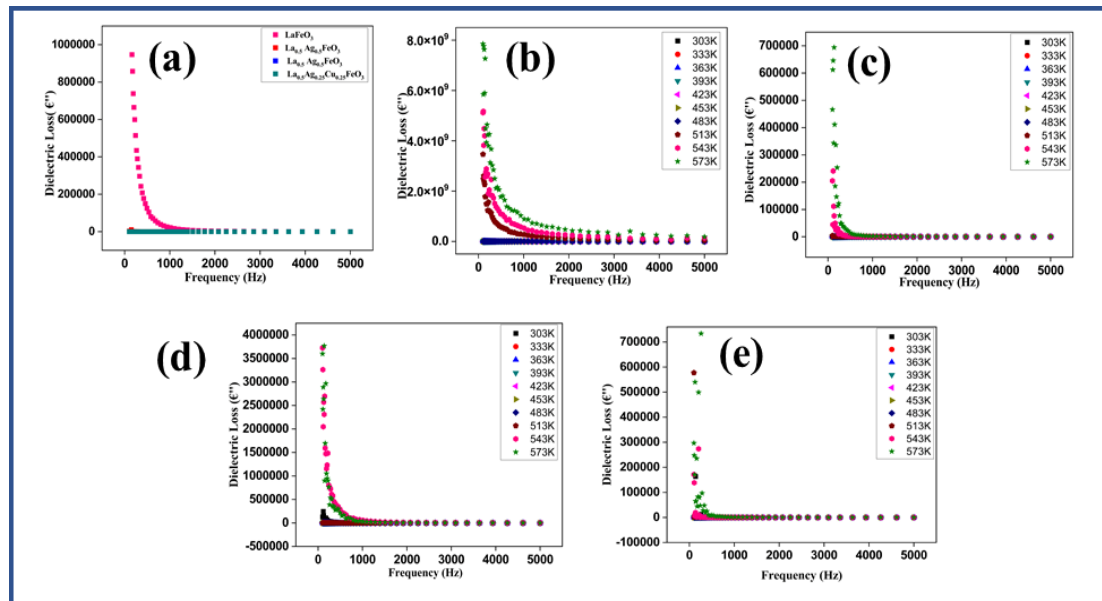 (a)
1000000
800000
600000
400000
200000
0
Dielectric Loss( €'')
0 1000 2000 3000 4000 5000
Frequency (Hz)
LaFeO₃
La₀.₅ Ag₀.₅FeO₃
La₀.₅ Ag₀.₅FeO₃
La₀.₅Ag₀.₂₅Cu₀.₂₅FeO₃
(b)
8.0×10⁹
6.0×10⁹
4.0×10⁹
2.0×10⁹
0.0
Dielectric Loss (€'')
0 1000 2000 3000 4000 5000
Frequency (Hz)
303K
333K
363K
393K
423K
453K
483K
513K
543K
573K
(c)
700000
600000
500000
400000
300000
200000
100000
0
Dielectric Loss (€'')
0 1000 2000 3000 4000 5000
Frequency (Hz)
303K
333K
363K
393K
423K
453K
483K
513K
543K
573K
(d)
4000000
3500000
3000000
2500000
2000000
1500000
1000000
500000
0
-500000
Dielectric Loss (€'')
0 1000 2000 3000 4000 5000
Frequency (Hz)
303K
333K
363K
393K
423K
453K
483K
513K
543K
573K
(e)
700000
600000
500000
400000
300000
200000
100000
0
-100000
Dielectric Loss (€'')
0 1000 2000 3000 4000 5000
Frequency (Hz)
303K
333K
363K
393K
423K
453K
483K
513K
543K
573K